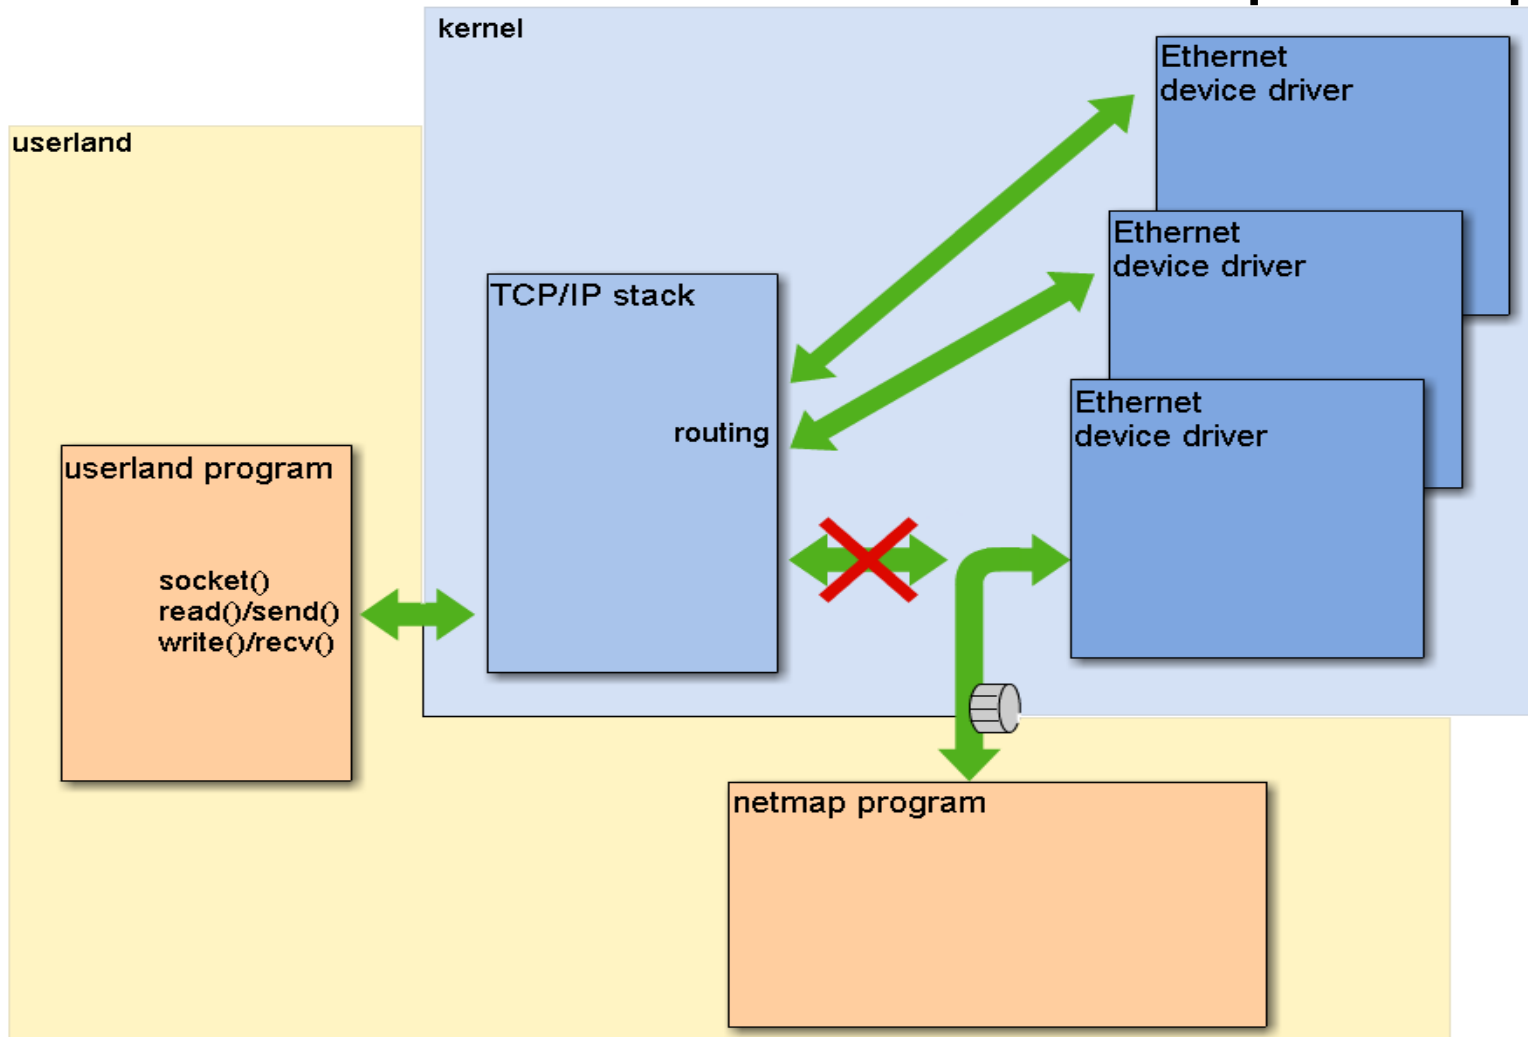 kernel
Ethernet
device driver
userland
Ethernet
device driver
TCP/IP stack
Ethernet
device driver
routing
userland program
socket()
read()/send()
write()/recv()
netmap program